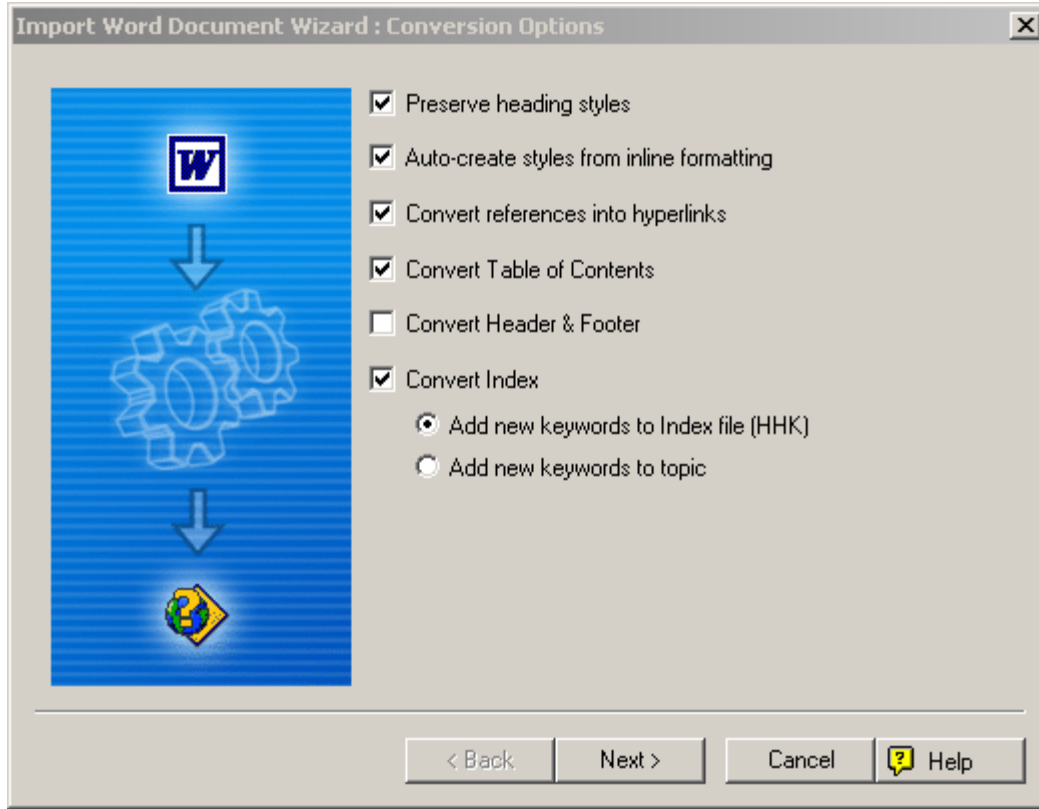 Import Word Document Wizard : Conversion Options
W
Preserve heading styles
Auto-create styles from inline formatting
Convert references into hyperlinks
Convert Table of Contents
Convert Header & Footer
Convert Index
Add new keywords to Index file (HHK)
Add new keywords to topic
?
< Back
Next >
Cancel
? Help